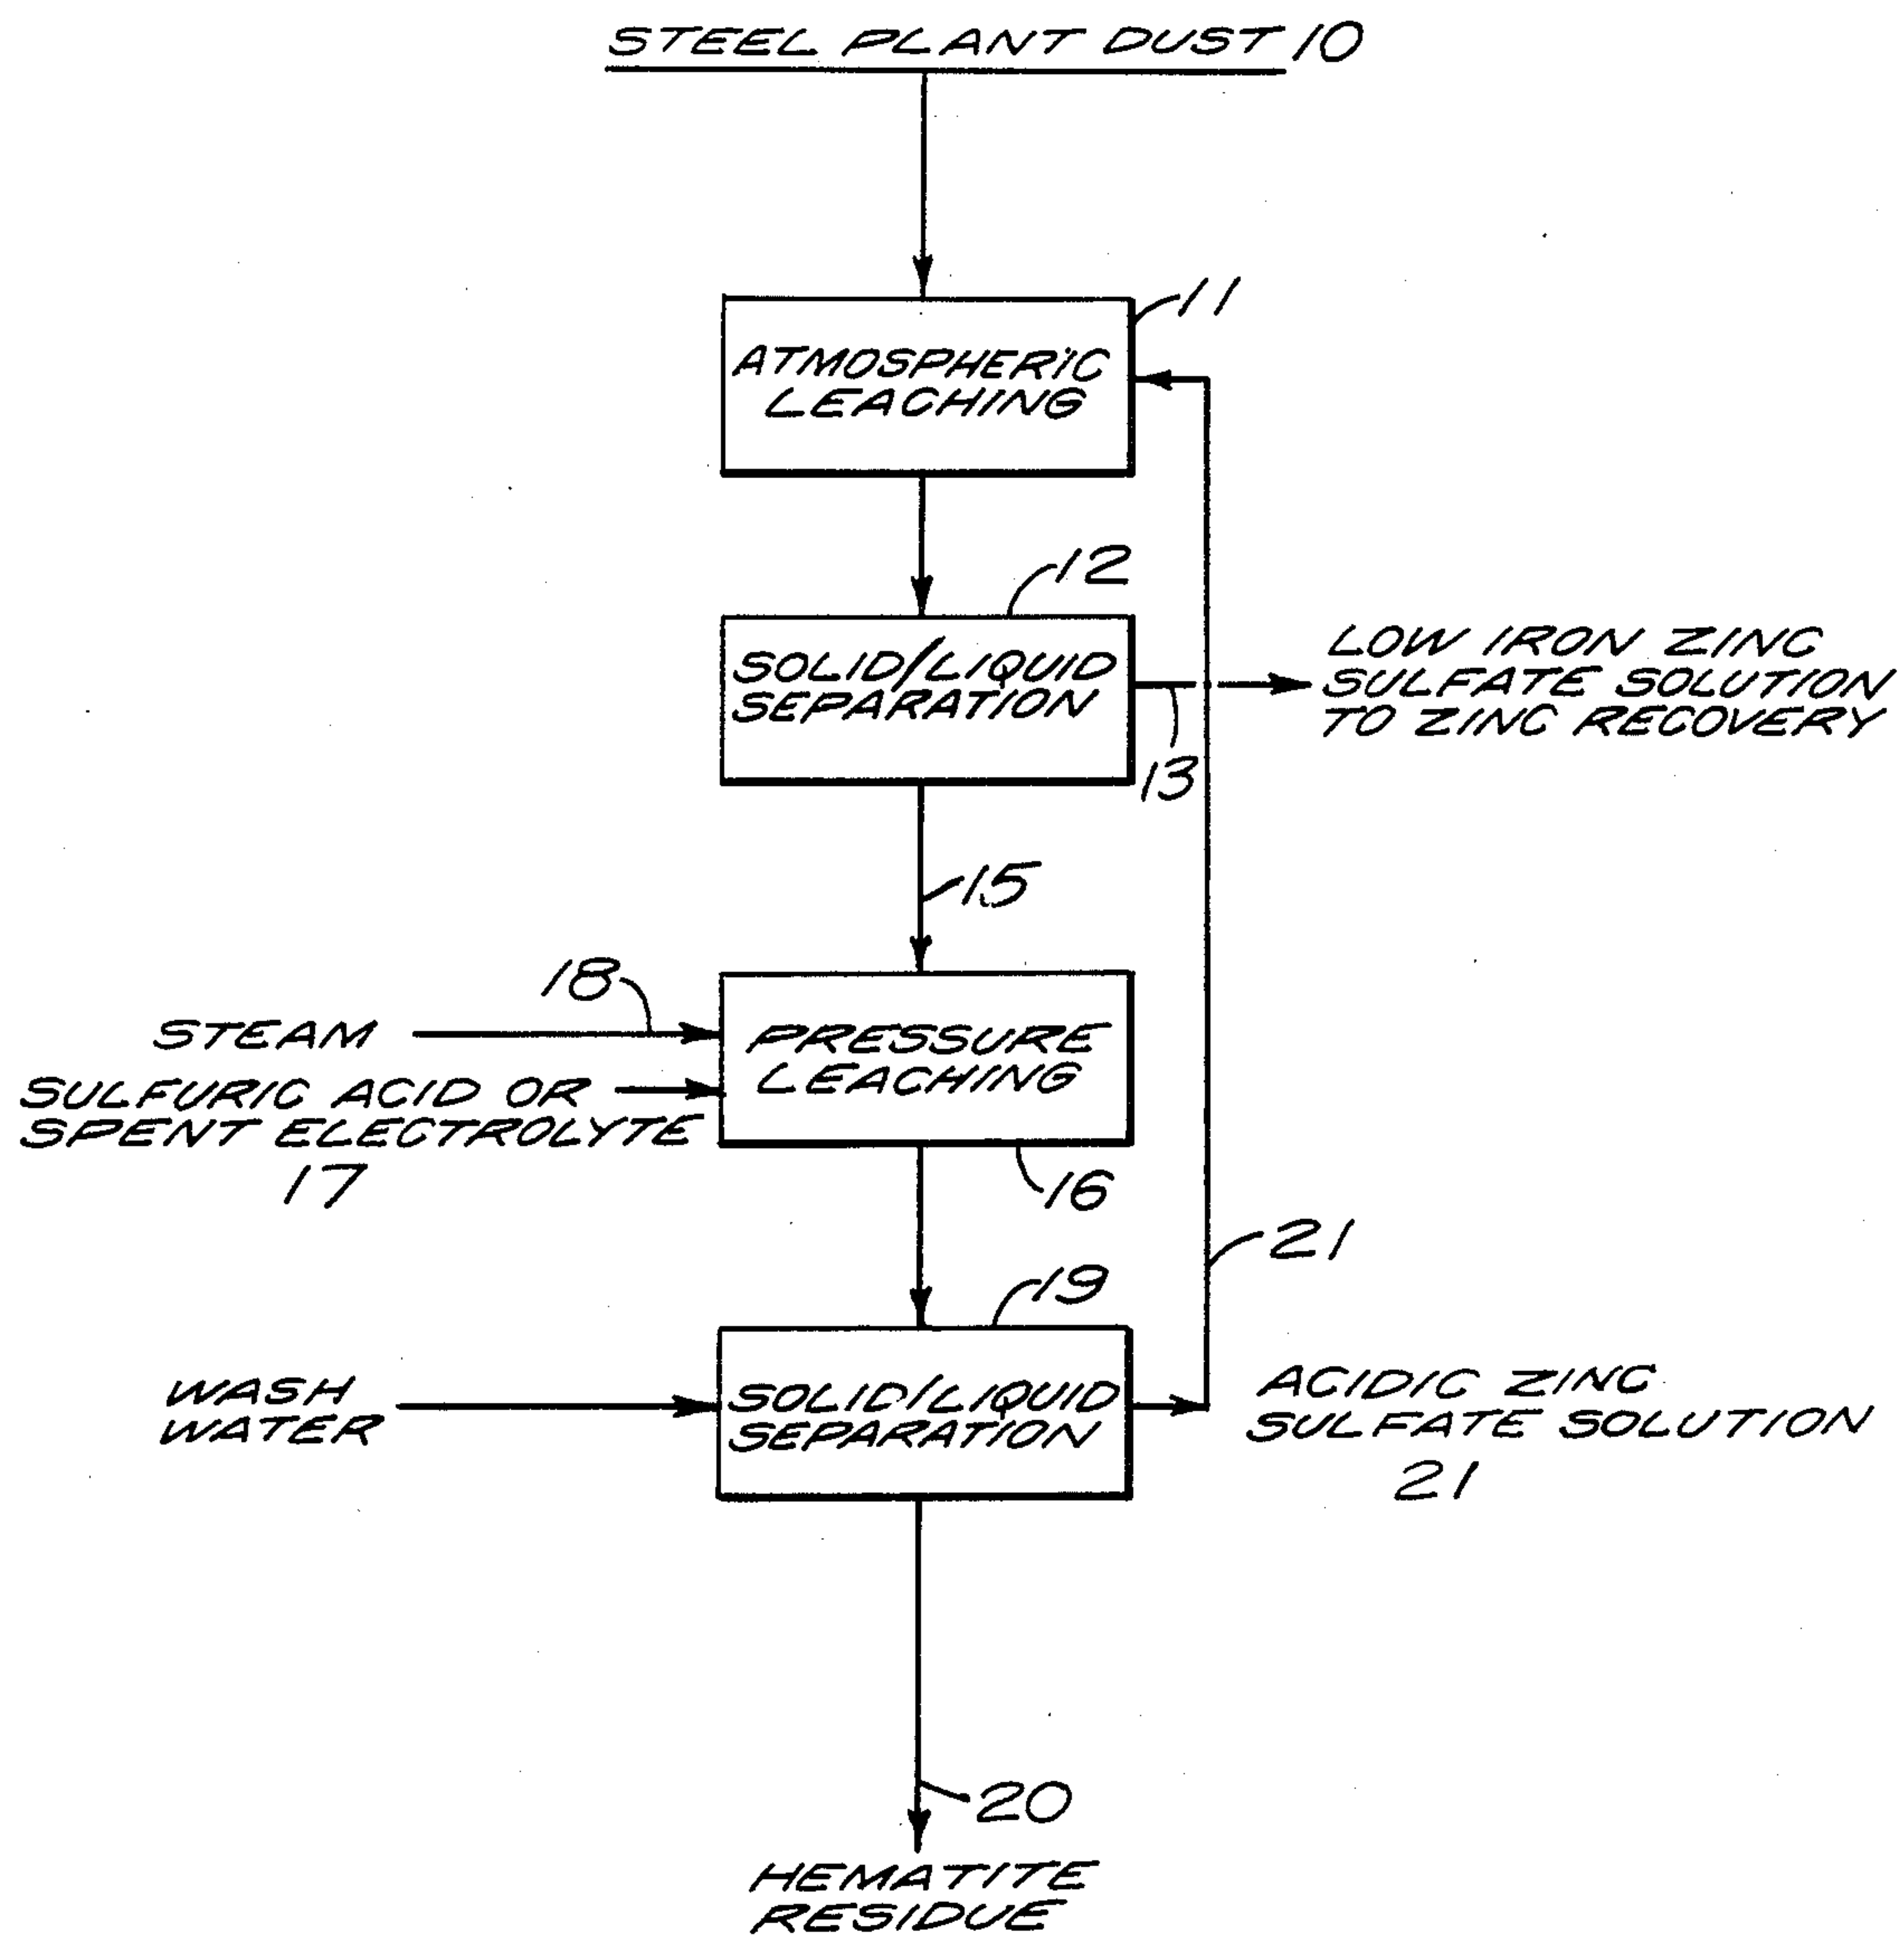 STEEL PLANT DUST 10
11
ATMOSPHERIC
LEACHING
12
SOLID/LIQUID
SEPARATION
LOW IRON ZINC
SULFATE SOLUTION
TO ZINC RECOVERY
13
15
18
STEAM
PRESSURE
LEACHING
SULFURIC ACID OR
SPENT ELECTROLYTE
17
16
21
19
WASH
WATER
SOLID/LIQUID
SEPARATION
ACIDIC ZINC
SULFATE SOLUTION
21
20
HEMATITE
RESIDUE